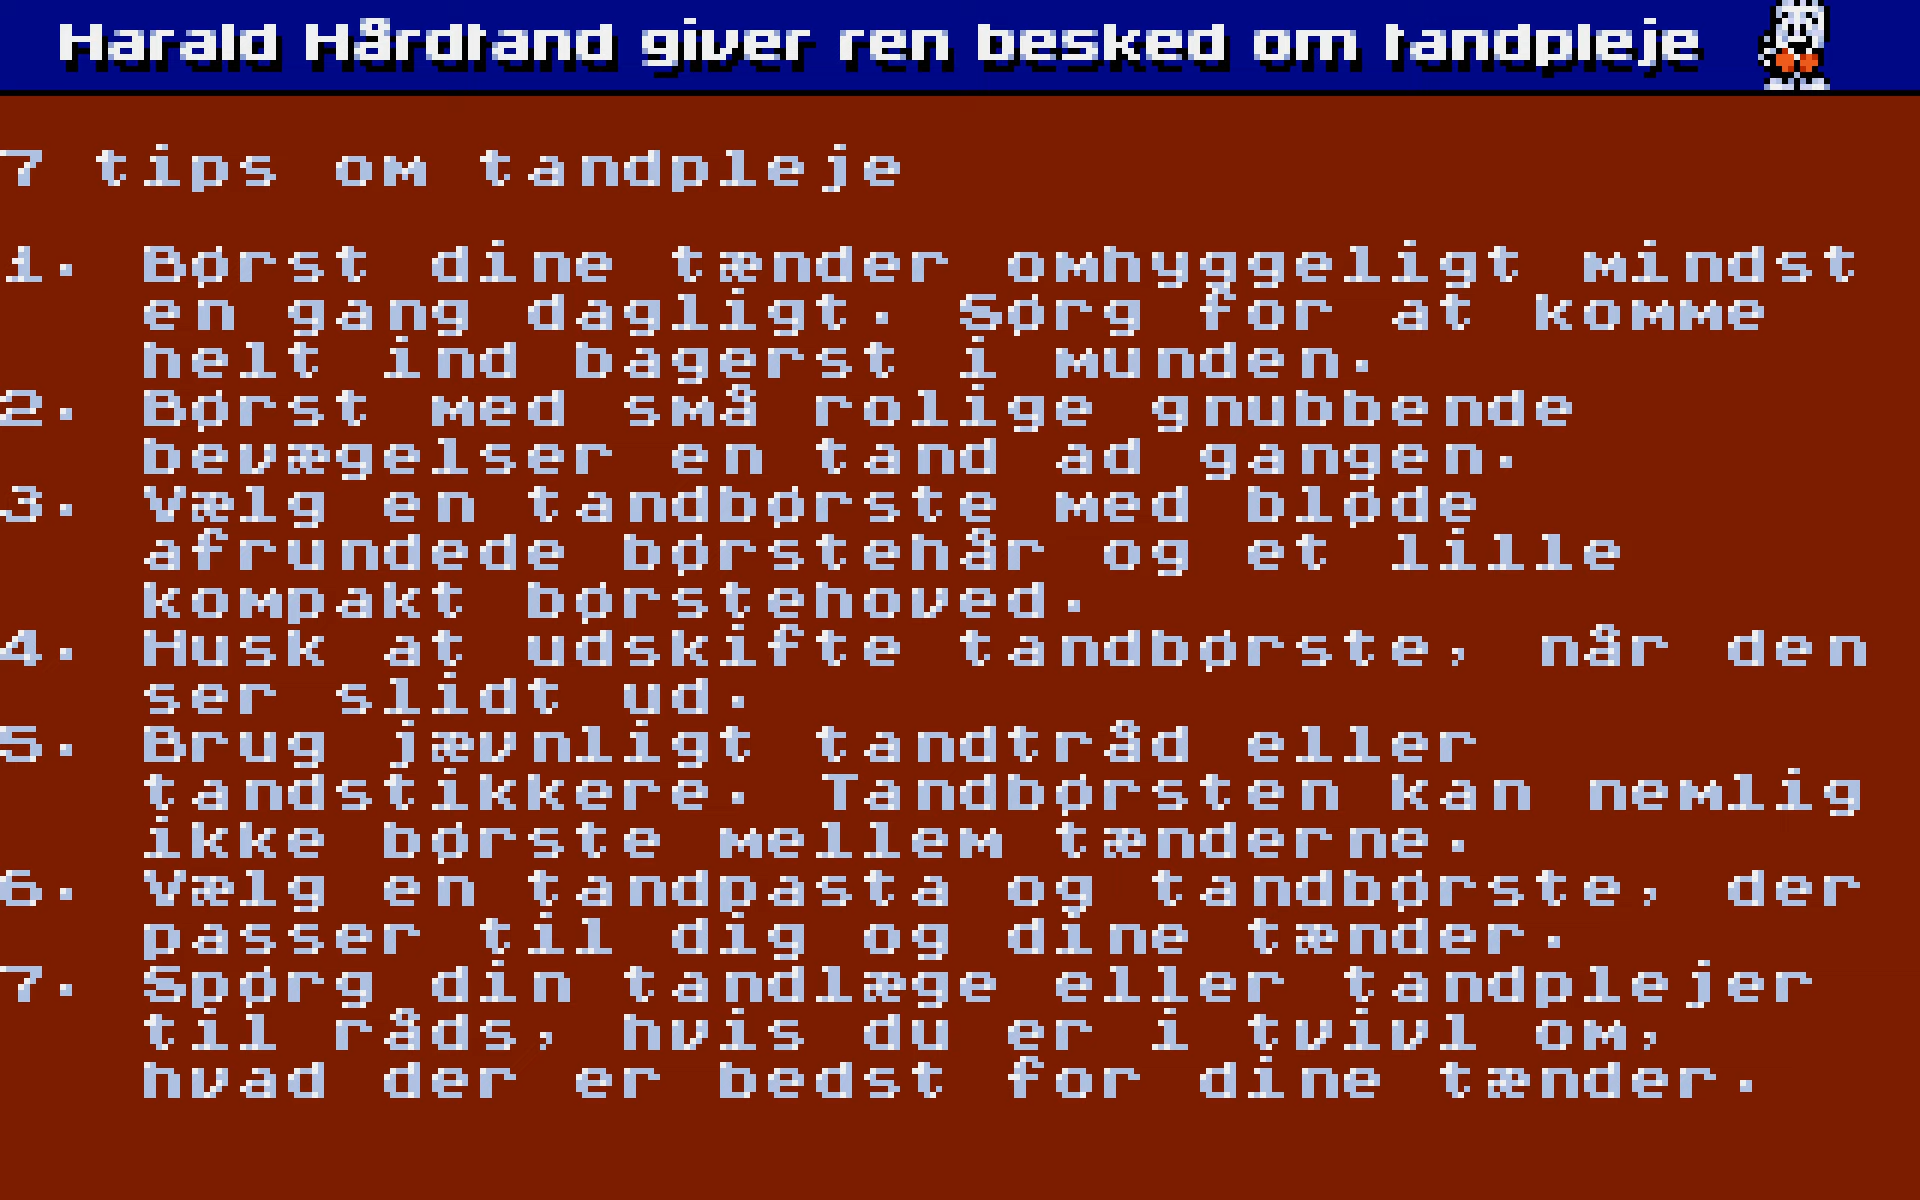 Harald Hårdtand giver ren besked om tandpleje
7 tips om tandpleje
1. Børst dine tænder omhyggeligt mindst
en gang dagligt. Sørg for at komme
helt ind bagerst i munden.
2. Børst med små rolige gnubbende
bevægelser en tand ad gangen.
3. Vælg en tandbørste med bløde
afrundede børstehår og et lille
kompakt børstehoved.
4. Husk at udskifte tandbørste, når den
ser slidt ud.
5. Brug jævnligt tandtråd eller
tandstikkere. Tandbørsten kan nemlig
ikke børste mellem tænderne.
6. Vælg en tandpasta og tandbørste, der
passer til dig og dine tænder.
7. Spørg din tandlæge eller tandplejer
til råds, hvis du er i tvivl om,
hvad der er bedst for dine tænder.